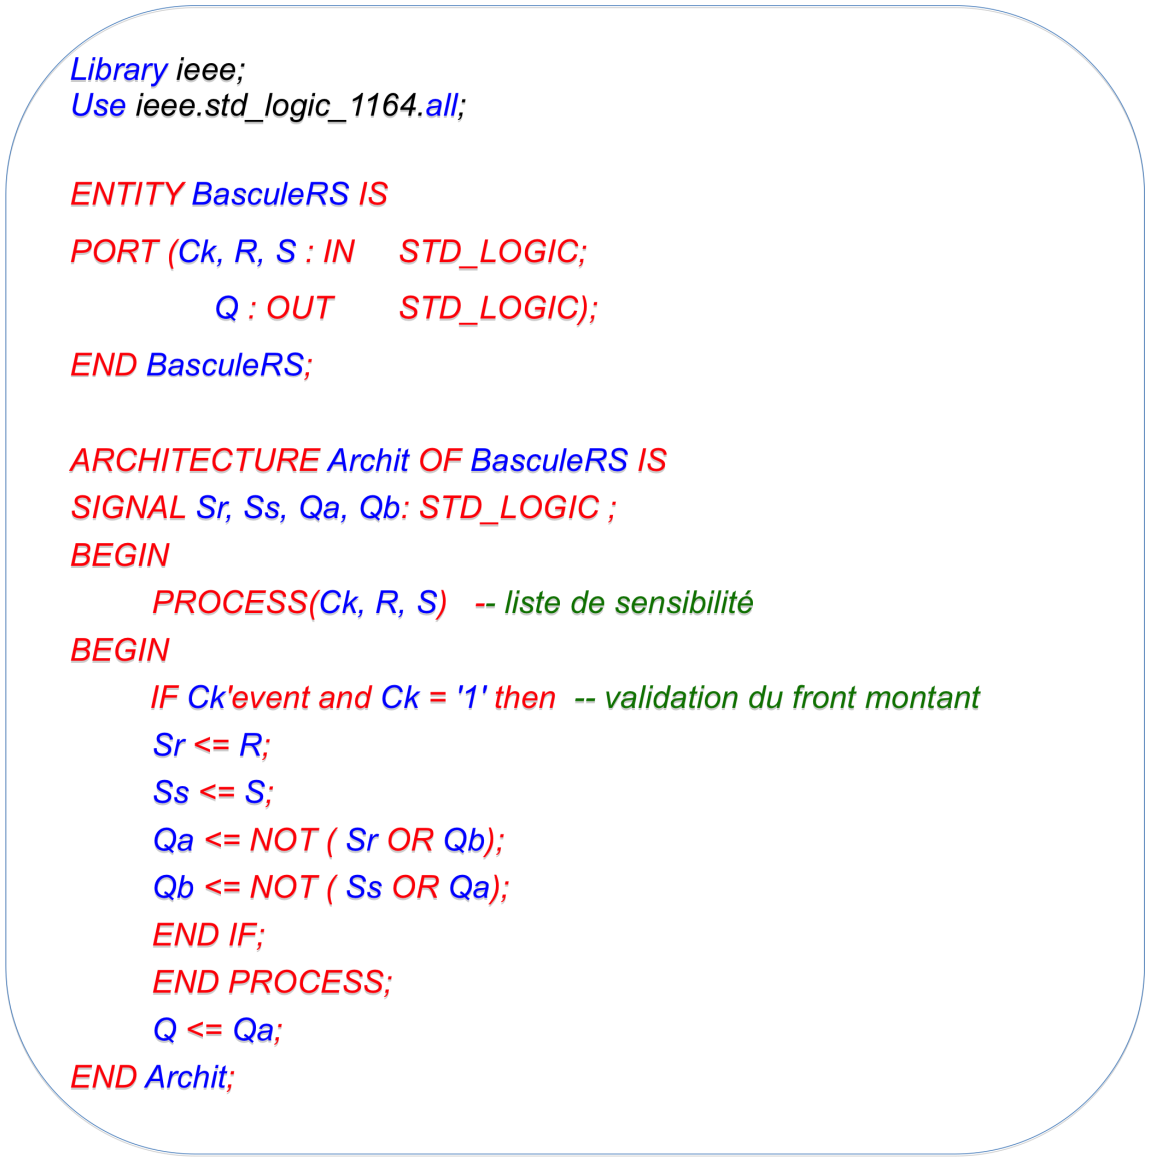 Library ieee;
Use ieee.std_logic_1164.all;
ENTITY BasculeRS IS
PORT (Ck, R, S : IN STD_LOGIC;
Q : OUT STD_LOGIC);
END BasculeRS;
ARCHITECTURE Archit OF BasculeRS IS
SIGNAL Sr, Ss, Qa, Qb: STD_LOGIC ;
BEGIN
PROCESS(Ck, R, S) -- liste de sensibilité
BEGIN
IF Ck'event and Ck = '1' then -- validation du front montant
Sr <= R;
Ss <= S;
Qa <= NOT ( Sr OR Qb);
Qb <= NOT ( Ss OR Qa);
END IF;
END PROCESS;
Q <= Qa;
END Archit;